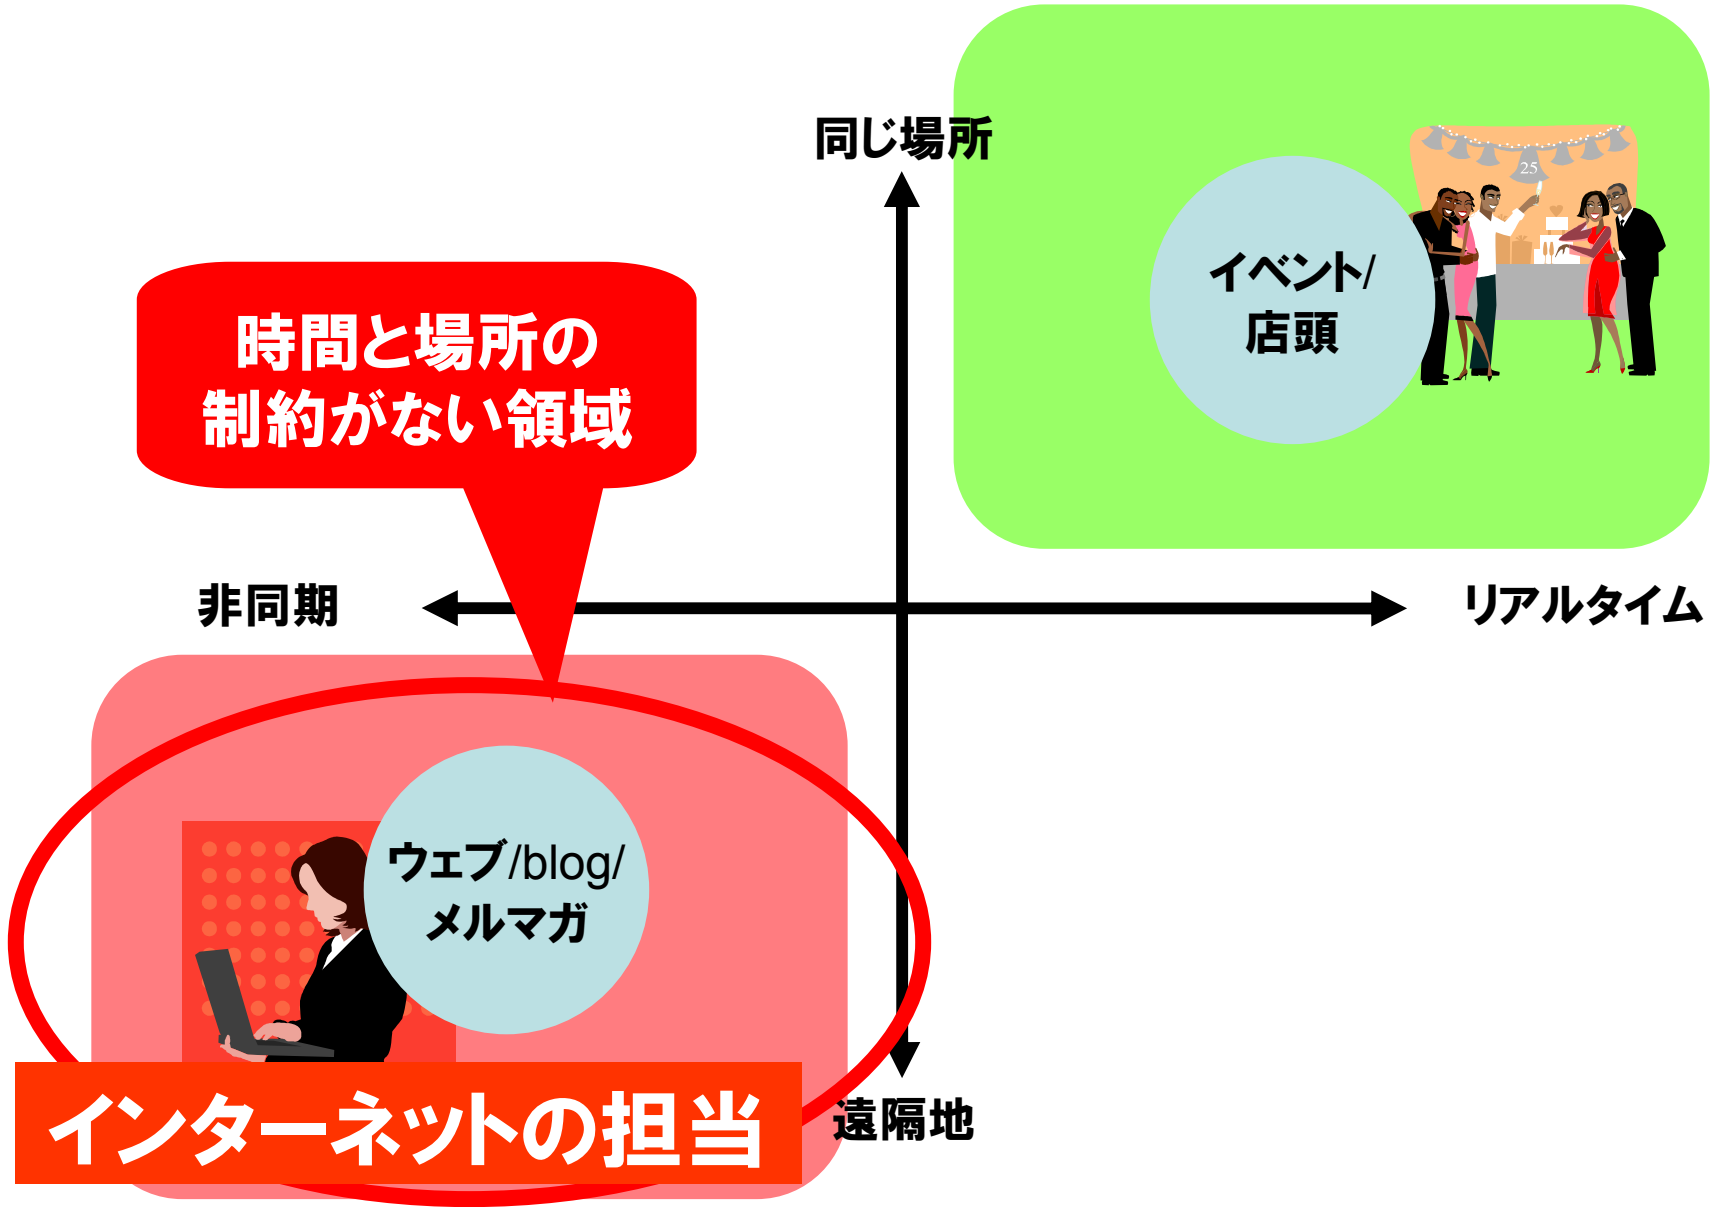 同じ場所
25
イベント/
店頭
時間と場所の
制約がない領域
非同期
リアルタイム
ウェブ/blog/
メルマガ
インターネットの担当
遠隔地